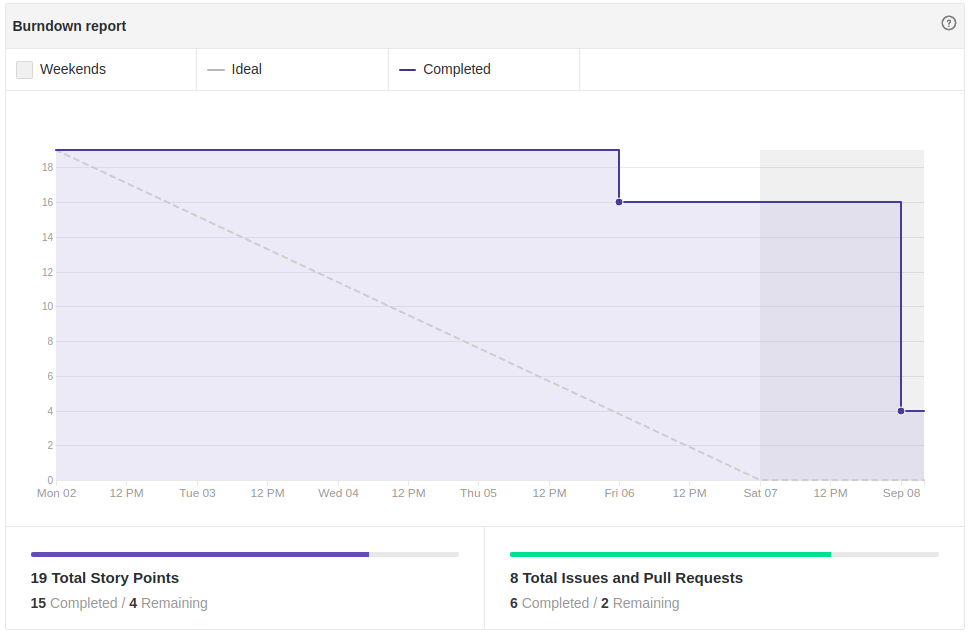 Burndown report
?
Weekends
Ideal
Completed
18
16
14
12
10
8
6
4
2
0
Mon 02 12 PM Tue 03 12 PM Wed 04 12 PM Thu 05 12 PM Fri 06 12 PM Sat 07 12 PM Sep 08
19 Total Story Points
15 Completed / 4 Remaining
8 Total Issues and Pull Requests
6 Completed / 2 Remaining